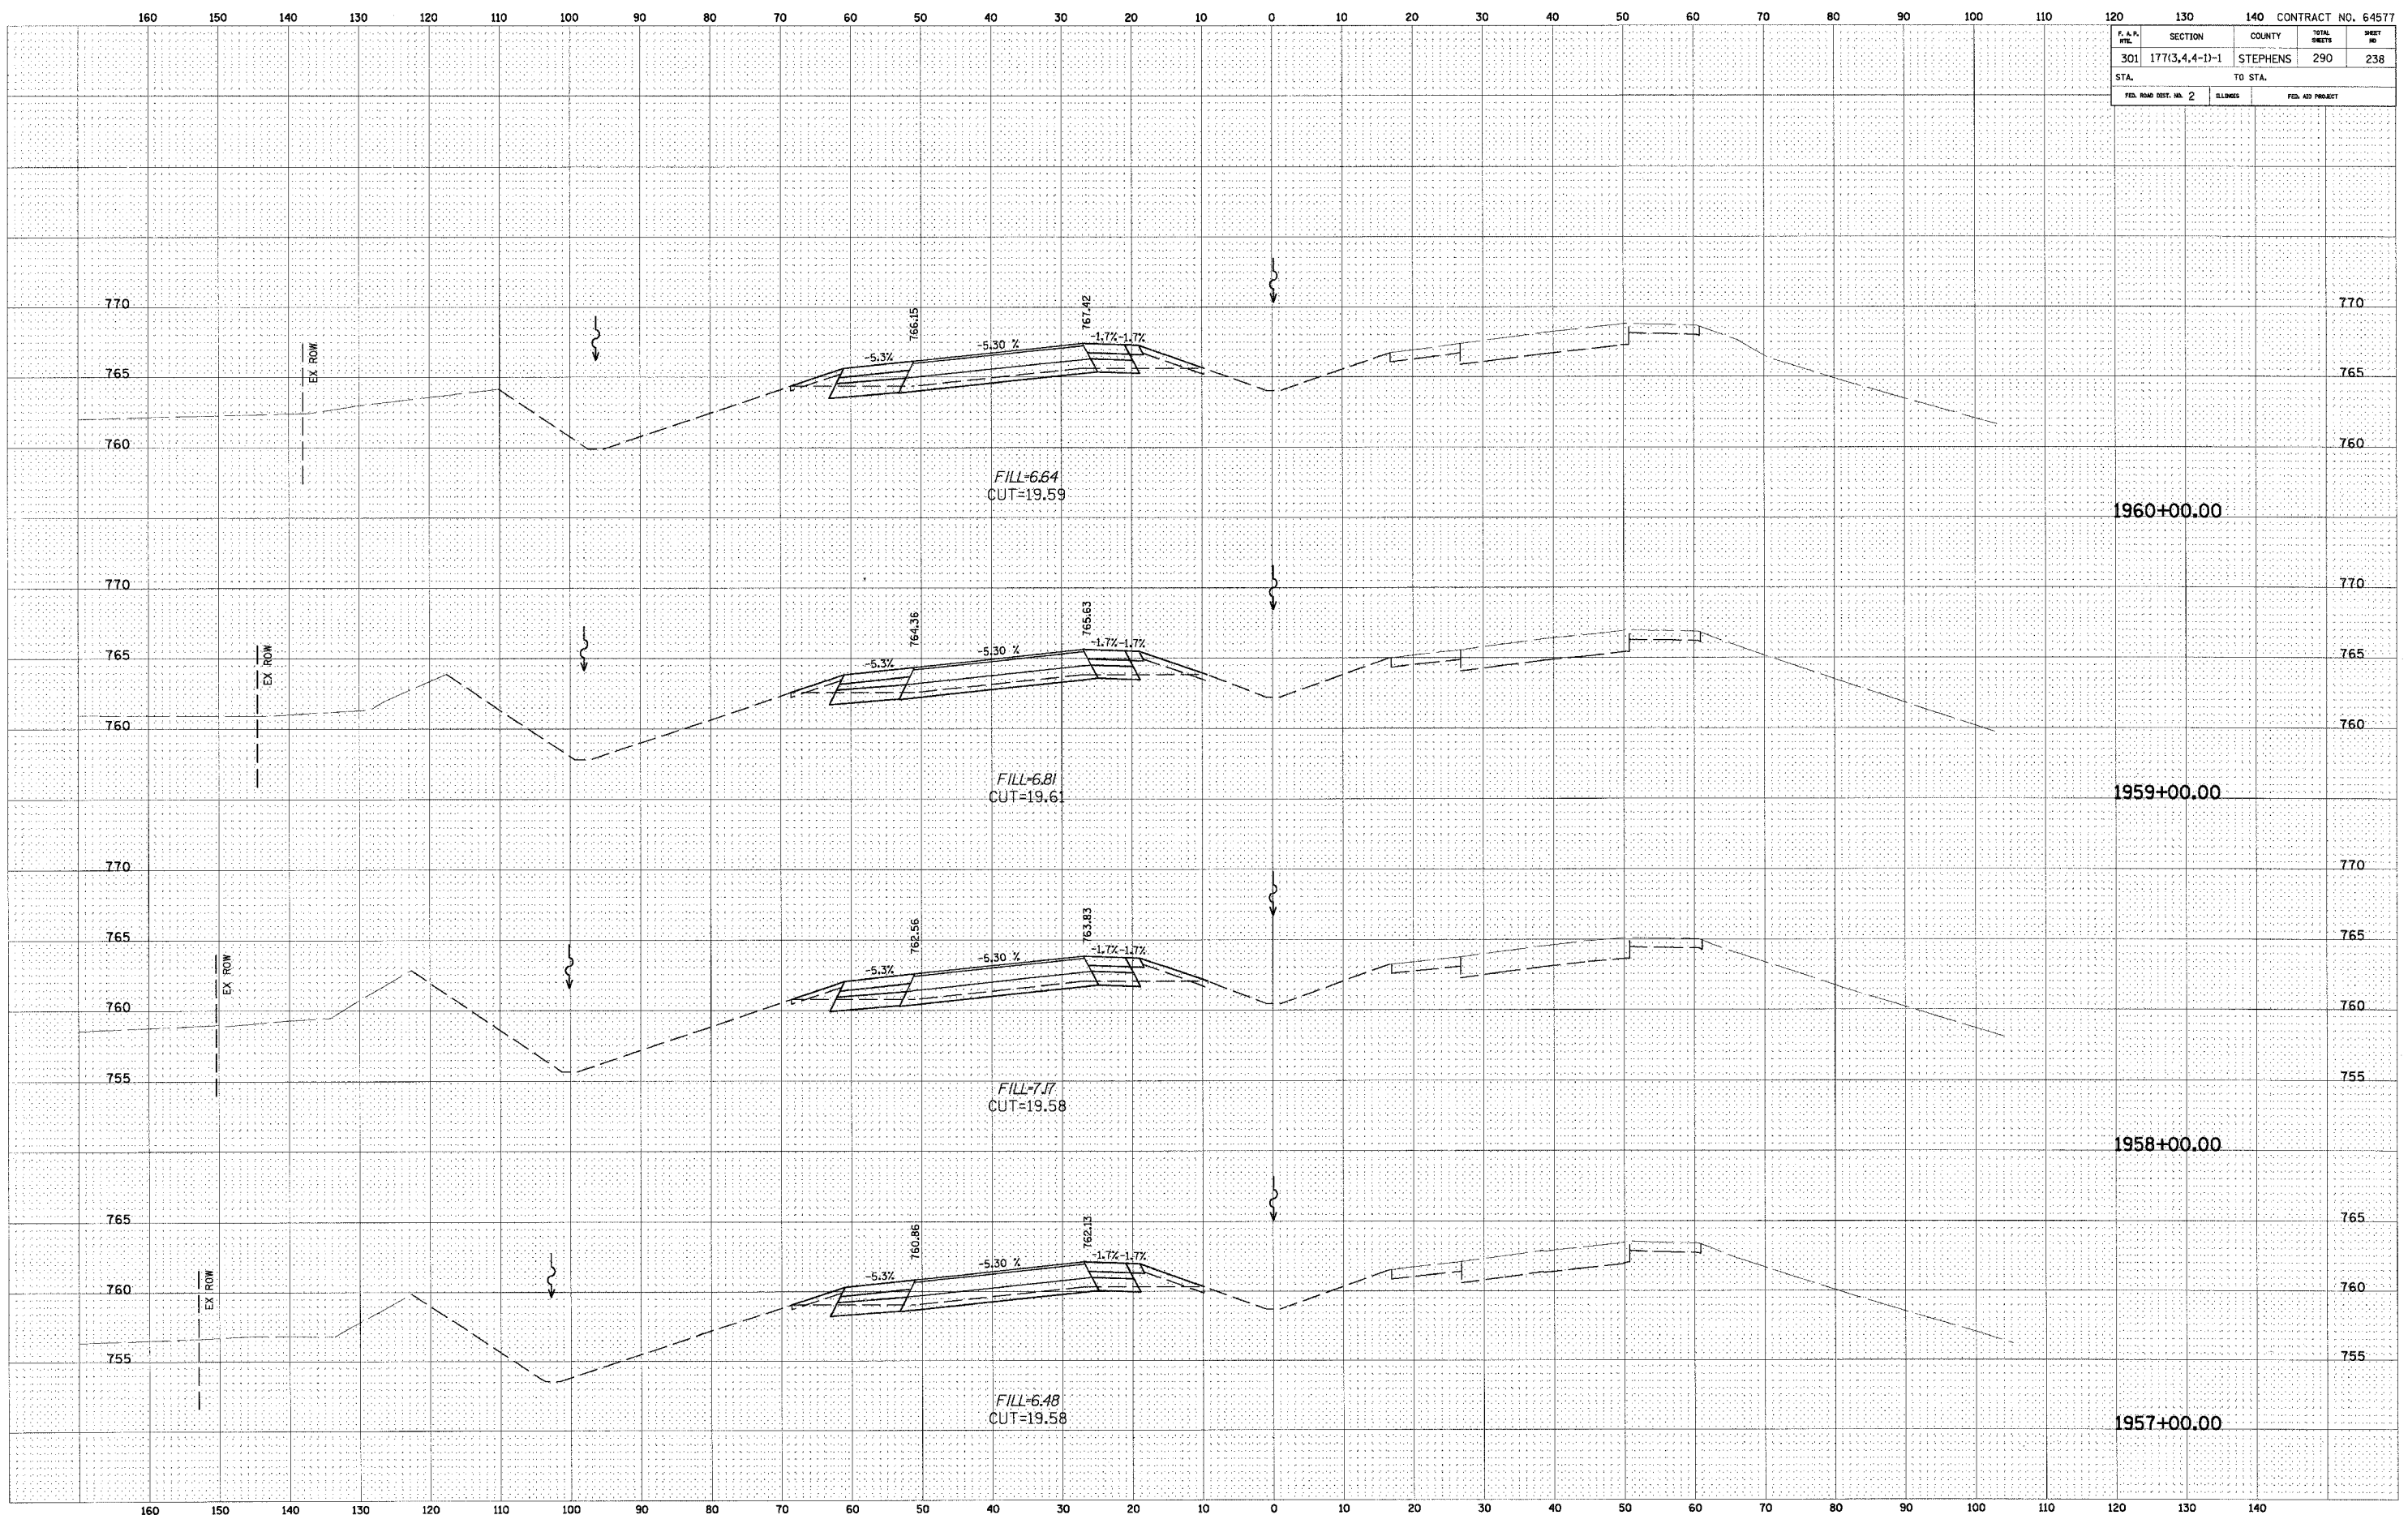 160 150 140 130 120 110 100 90 80 70 60 50 40 30 20 10 0 10 20 30 40 50 60 70 80 90 100 110 120 130 140 CONTRACT NO. 64577
F. A. P. RTE. SECTION COUNTY TOTAL SHEETS SHEET NO
301 177(3,4,4-1)-1 STEPHENS 290 238
STA. TO STA.
FED. ROAD DIST. NO. 2 ILLINOIS FED. AID PROJECT
770 770
EX ROW
766.15
767.42
-5.3% -5.30 % -1.7% -1.7%
765 765
760 760
FILL=6.64
CUT=19.59
1960+00.00
770 770
EX ROW
764.36
765.63
-5.3% -5.30 % -1.7% -1.7%
765 765
760 760
FILL=6.81
CUT=19.61
1959+00.00
770 770
EX ROW
762.56
763.83
765 765
-5.3% -5.30 % -1.7% -1.7%
760 760
755 755
FILL=7.17
CUT=19.58
1958+00.00
765 765
EX ROW
760.86
762.13
-5.3% -5.30 % -1.7% -1.7%
760 760
755 755
FILL=6.48
CUT=19.58
1957+00.00
160 150 140 130 120 110 100 90 80 70 60 50 40 30 20 10 0 10 20 30 40 50 60 70 80 90 100 110 120 130 140